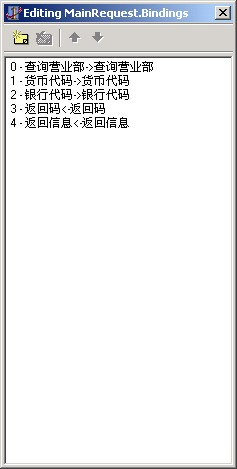 Editing MainRequest.Bindings
0 - 查询营业部->查询营业部
1 - 货币代码->货币代码
2 - 银行代码->银行代码
3 - 返回码<-返回码
4 - 返回信息<-返回信息